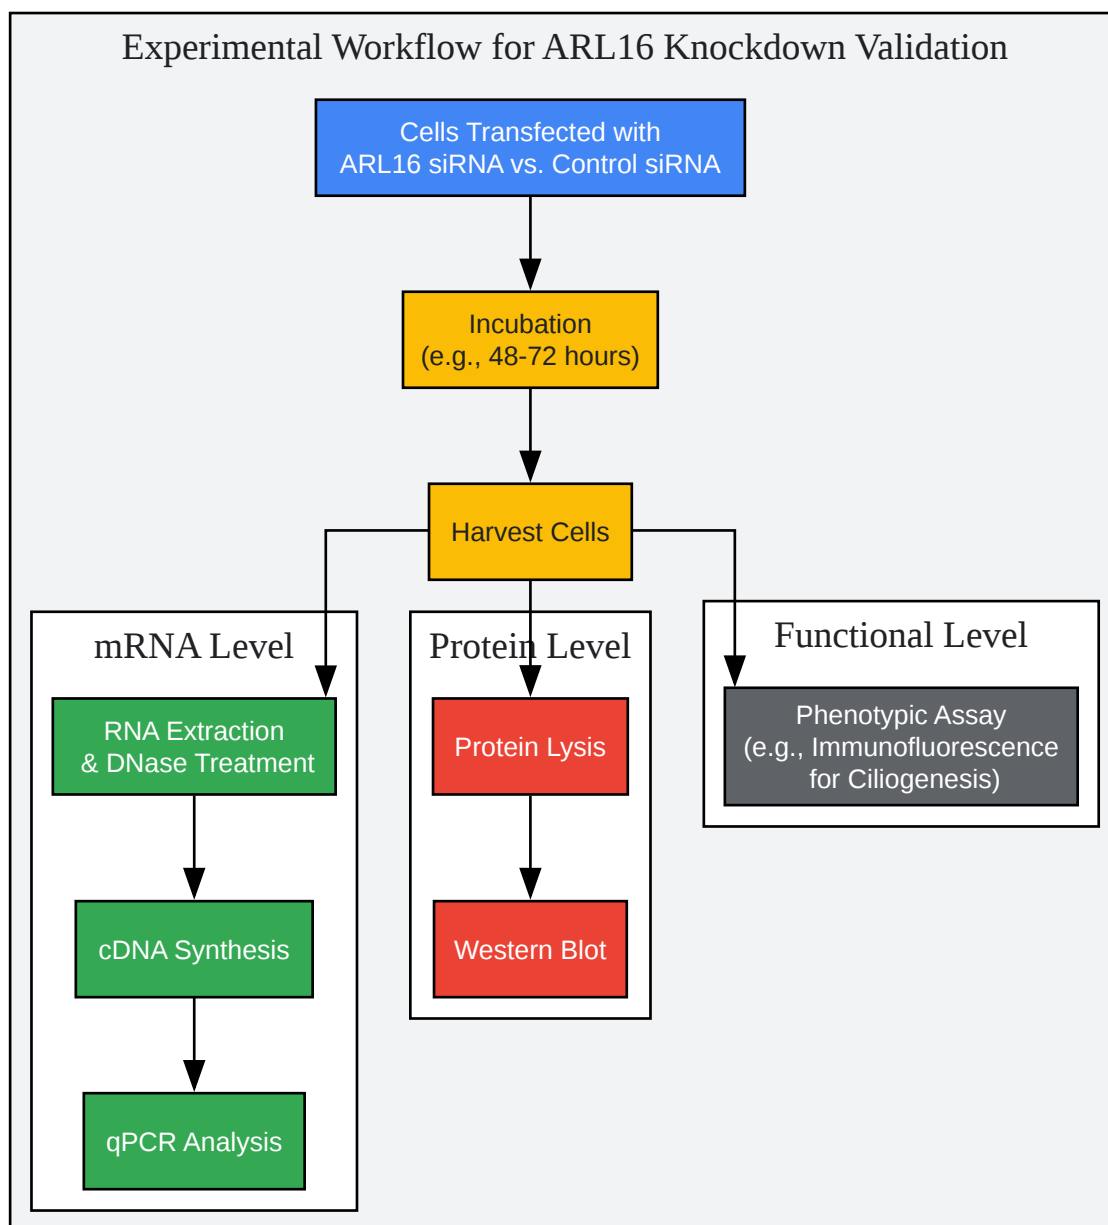 Experimental Workflow for ARL16 Knockdown Validation
Cells Transfected with
ARL16 siRNA vs. Control siRNA
Incubation
(e.g., 48-72 hours)
Harvest Cells
mRNA Level
RNA Extraction
& DNase Treatment
cDNA Synthesis
qPCR Analysis
Protein Level
Protein Lysis
Western Blot
Functional Level
Phenotypic Assay
(e.g., Immunofluorescence
for Ciliogenesis)